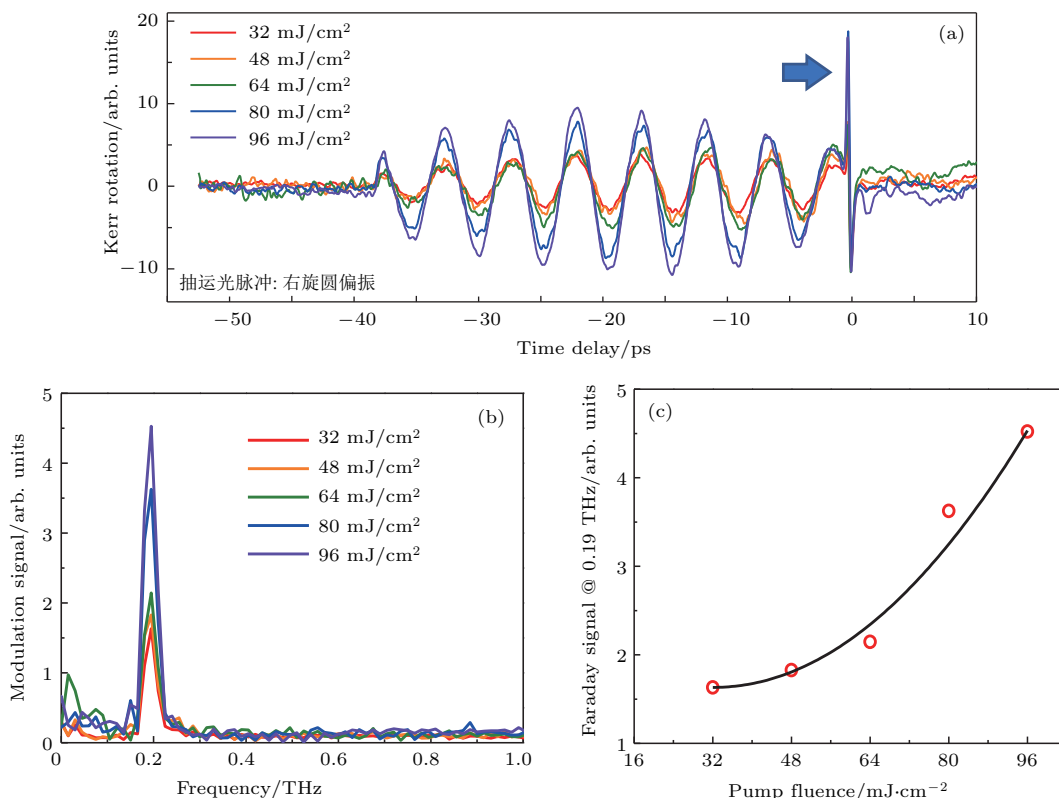 (a)
32 mJ/cm²
48 mJ/cm²
64 mJ/cm²
80 mJ/cm²
96 mJ/cm²
Kerr rotation/arb. units
20
10
0
−10
抽运光脉冲: 右旋圆偏振
−50
−40
−30
−20
−10
0
10
Time delay/ps
(b)
32 mJ/cm²
48 mJ/cm²
64 mJ/cm²
80 mJ/cm²
96 mJ/cm²
Modulation signal/arb. units
5
4
3
2
1
0
0
0.2
0.4
0.6
0.8
1.0
Frequency/THz
(c)
Faraday signal @ 0.19 THz/arb. units
5
4
3
2
1
16
32
48
64
80
96
Pump fluence/mJ·cm⁻²